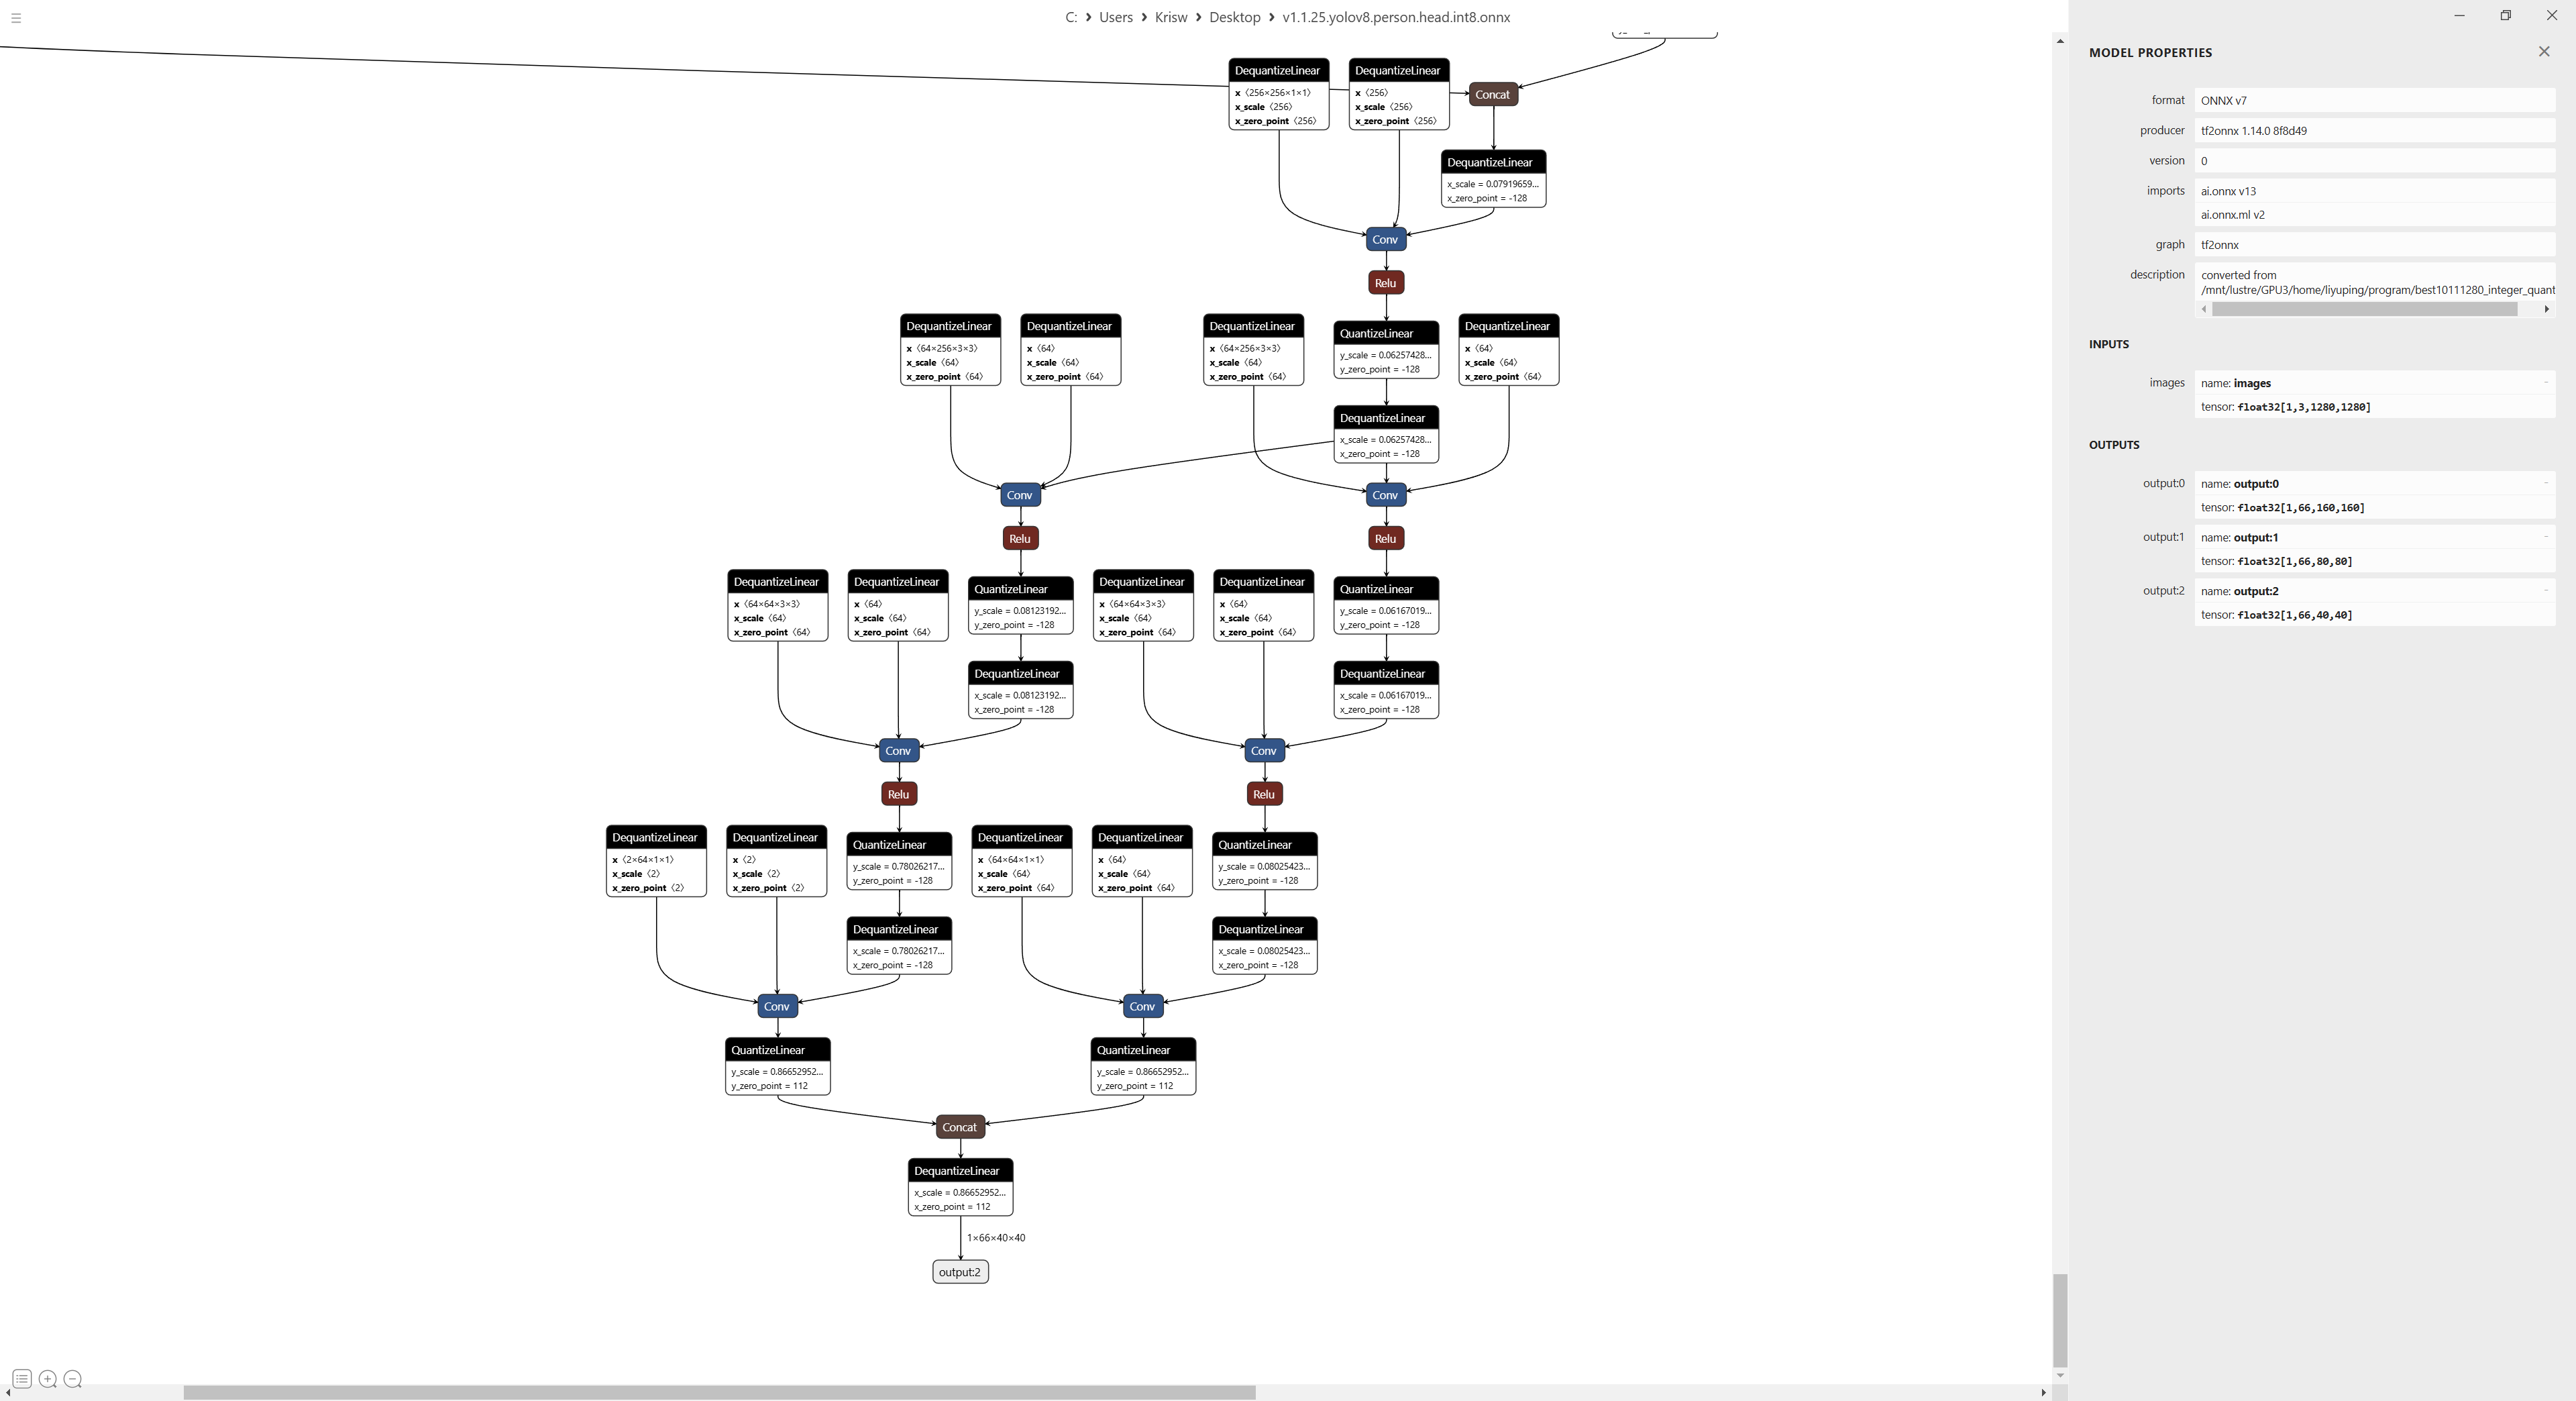 C: > Users > Krisw > Desktop > v1.1.25.yolov8.person.head.int8.onnx
DequantizeLinear
x 〈256×256×1×1〉
x_scale 〈256〉
x_zero_point 〈256〉
DequantizeLinear
x 〈256〉
x_scale 〈256〉
x_zero_point 〈256〉
Concat
DequantizeLinear
x_scale = 0.07919659...
x_zero_point = -128
Conv
Relu
DequantizeLinear
x 〈64×256×3×3〉
x_scale 〈64〉
x_zero_point 〈64〉
DequantizeLinear
x 〈64〉
x_scale 〈64〉
x_zero_point 〈64〉
DequantizeLinear
x 〈64×256×3×3〉
x_scale 〈64〉
x_zero_point 〈64〉
QuantizeLinear
y_scale = 0.06257428...
y_zero_point = -128
DequantizeLinear
x 〈64〉
x_scale 〈64〉
x_zero_point 〈64〉
DequantizeLinear
x_scale = 0.06257428...
x_zero_point = -128
Conv
Conv
Relu
Relu
DequantizeLinear
x 〈64×64×3×3〉
x_scale 〈64〉
x_zero_point 〈64〉
DequantizeLinear
x 〈64〉
x_scale 〈64〉
x_zero_point 〈64〉
QuantizeLinear
y_scale = 0.08123192...
y_zero_point = -128
DequantizeLinear
x 〈64×64×3×3〉
x_scale 〈64〉
x_zero_point 〈64〉
DequantizeLinear
x 〈64〉
x_scale 〈64〉
x_zero_point 〈64〉
QuantizeLinear
y_scale = 0.06167019...
y_zero_point = -128
DequantizeLinear
x_scale = 0.08123192...
x_zero_point = -128
DequantizeLinear
x_scale = 0.06167019...
x_zero_point = -128
Conv
Conv
Relu
Relu
DequantizeLinear
x 〈2×64×1×1〉
x_scale 〈2〉
x_zero_point 〈2〉
DequantizeLinear
x 〈2〉
x_scale 〈2〉
x_zero_point 〈2〉
QuantizeLinear
y_scale = 0.78026217...
y_zero_point = -128
DequantizeLinear
x 〈64×64×1×1〉
x_scale 〈64〉
x_zero_point 〈64〉
DequantizeLinear
x 〈64〉
x_scale 〈64〉
x_zero_point 〈64〉
QuantizeLinear
y_scale = 0.08025423...
y_zero_point = -128
DequantizeLinear
x_scale = 0.78026217...
x_zero_point = -128
DequantizeLinear
x_scale = 0.08025423...
x_zero_point = -128
Conv
Conv
QuantizeLinear
y_scale = 0.86652952...
y_zero_point = 112
QuantizeLinear
y_scale = 0.86652952...
y_zero_point = 112
Concat
DequantizeLinear
x_scale = 0.86652952...
x_zero_point = 112
1×66×40×40
output:2
MODEL PROPERTIES
format ONNX v7
producer tf2onnx 1.14.0 8f8d49
version 0
imports ai.onnx v13
ai.onnx.ml v2
graph tf2onnx
description converted from
/mnt/lustre/GPU3/home/liyuping/program/best10111280_integer_quant
INPUTS
images name: images
tensor: float32[1,3,1280,1280]
OUTPUTS
output:0 name: output:0
tensor: float32[1,66,160,160]
output:1 name: output:1
tensor: float32[1,66,80,80]
output:2 name: output:2
tensor: float32[1,66,40,40]